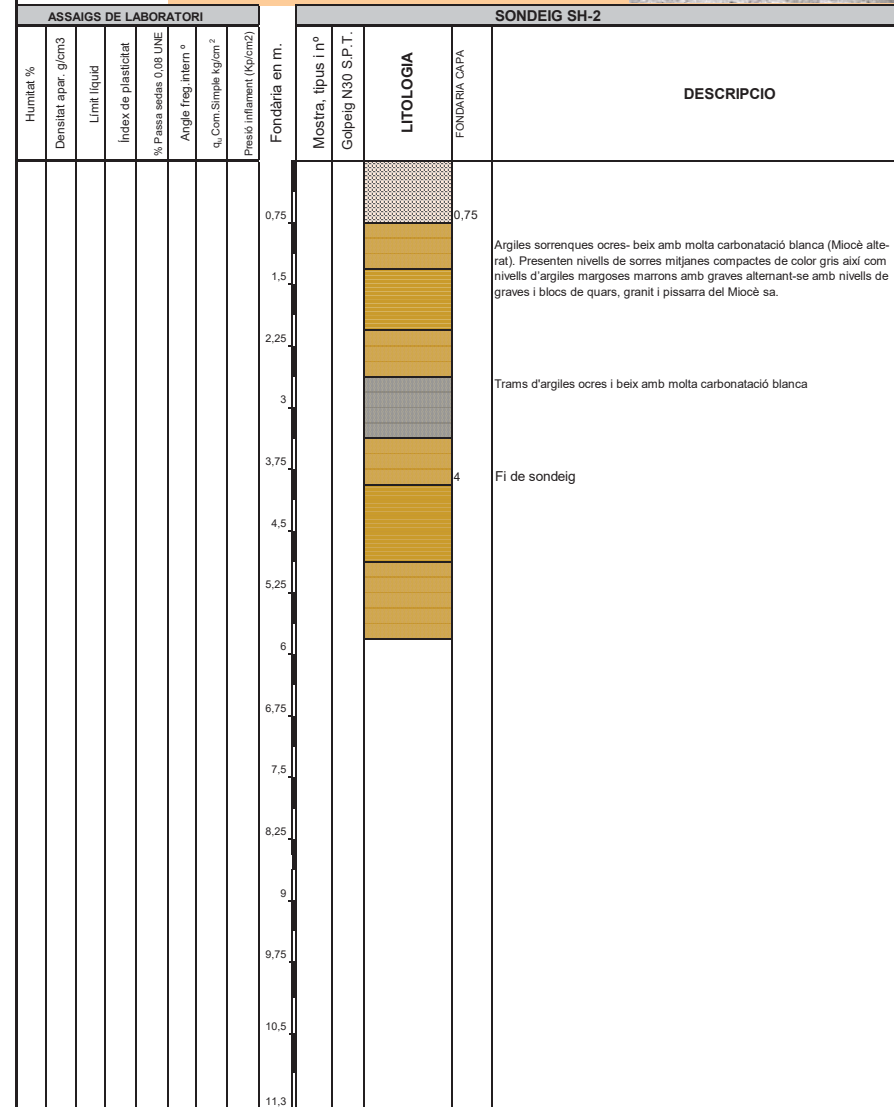 ASSAIGS DE LABORATORI
SONDEIG SH-2
Humitat %
Densitat apar. g/cm3
Límit líquid
Índex de plasticitat
% Passa sedas 0,08 UNE
Angle freg.intern º
qu Com.Simple kg/cm 2
Presió inflament (Kp/cm2)
Fondària en m.
Mostra, tipus i nº
Golpeig N30 S.P.T.
LITOLOGIA
FONDARIA CAPA
DESCRIPCIO
0,75
0,75
Argiles sorrenques ocres- beix amb molta carbonatació blanca (Miocè alte-
rat). Presenten nivells de sorres mitjanes compactes de color gris així com
nivells d'argiles margoses marrons amb graves alternant-se amb nivells de
graves i blocs de quars, granit i pissarra del Miocè sa.
1,5
2,25
Trams d'argiles ocres i beix amb molta carbonatació blanca
3
3,75
4
Fi de sondeig
4,5
5,25
6
6,75
7,5
8,25
9
9,75
10,5
11,3